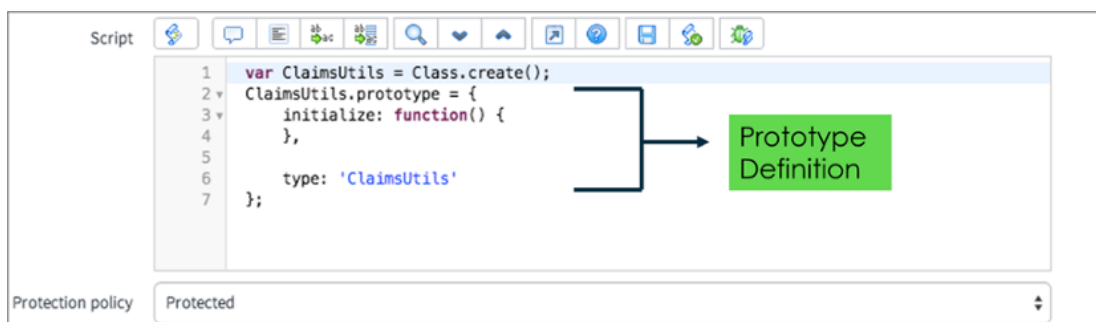 Script
1 var ClaimsUtils = Class.create();
2 ClaimsUtils.prototype = {
3 initialize: function() {
4 },
5
6 type: 'ClaimsUtils'
7 };
Prototype
Definition
Protection policy Protected